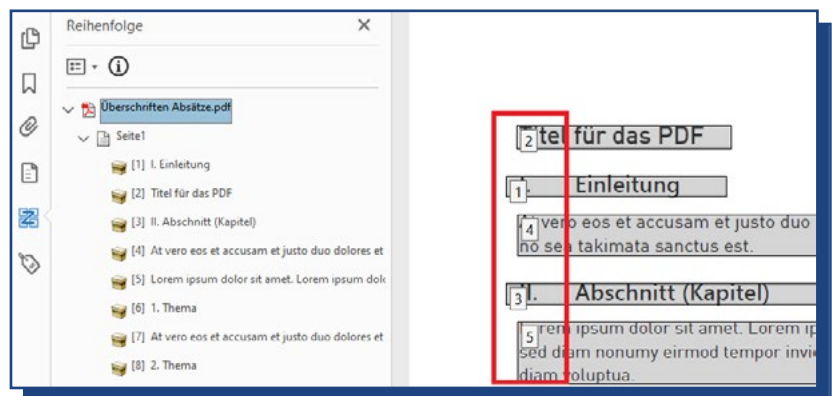 Reihenfolge
Überschriften Absätze.pdf
Seite1
[1] I. Einleitung
[2] Titel für das PDF
[3] II. Abschnitt (Kapitel)
[4] At vero eos et accusam et justo duo dolores et
[5] Lorem ipsum dolor sit amet. Lorem ipsum dolo
[6] 1. Thema
[7] At vero eos et accusam et justo duo dolores et
[8] 2. Thema
2 tel für das PDF
1 Einleitung
4 vero eos et accusam et justo duo
no sea takimata sanctus est.
3 I. Abschnitt (Kapitel)
5 rem ipsum dolor sit amet. Lorem ip
sed diam nonumy eirmod tempor invi
diam voluptua.